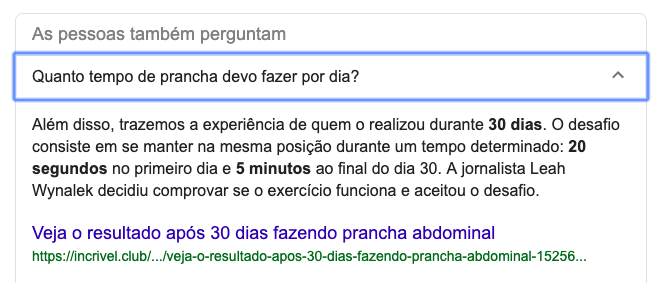 As pessoas também perguntam
Quanto tempo de prancha devo fazer por dia?
Além disso, trazemos a experiência de quem o realizou durante 30 dias. O desafio
consiste em se manter na mesma posição durante um tempo determinado: 20
segundos no primeiro dia e 5 minutos ao final do dia 30. A jornalista Leah
Wynalek decidiu comprovar se o exercício funciona e aceitou o desafio.
Veja o resultado após 30 dias fazendo prancha abdominal
https://incrivel.club/.../veja-o-resultado-apos-30-dias-fazendo-prancha-abdominal-15256...